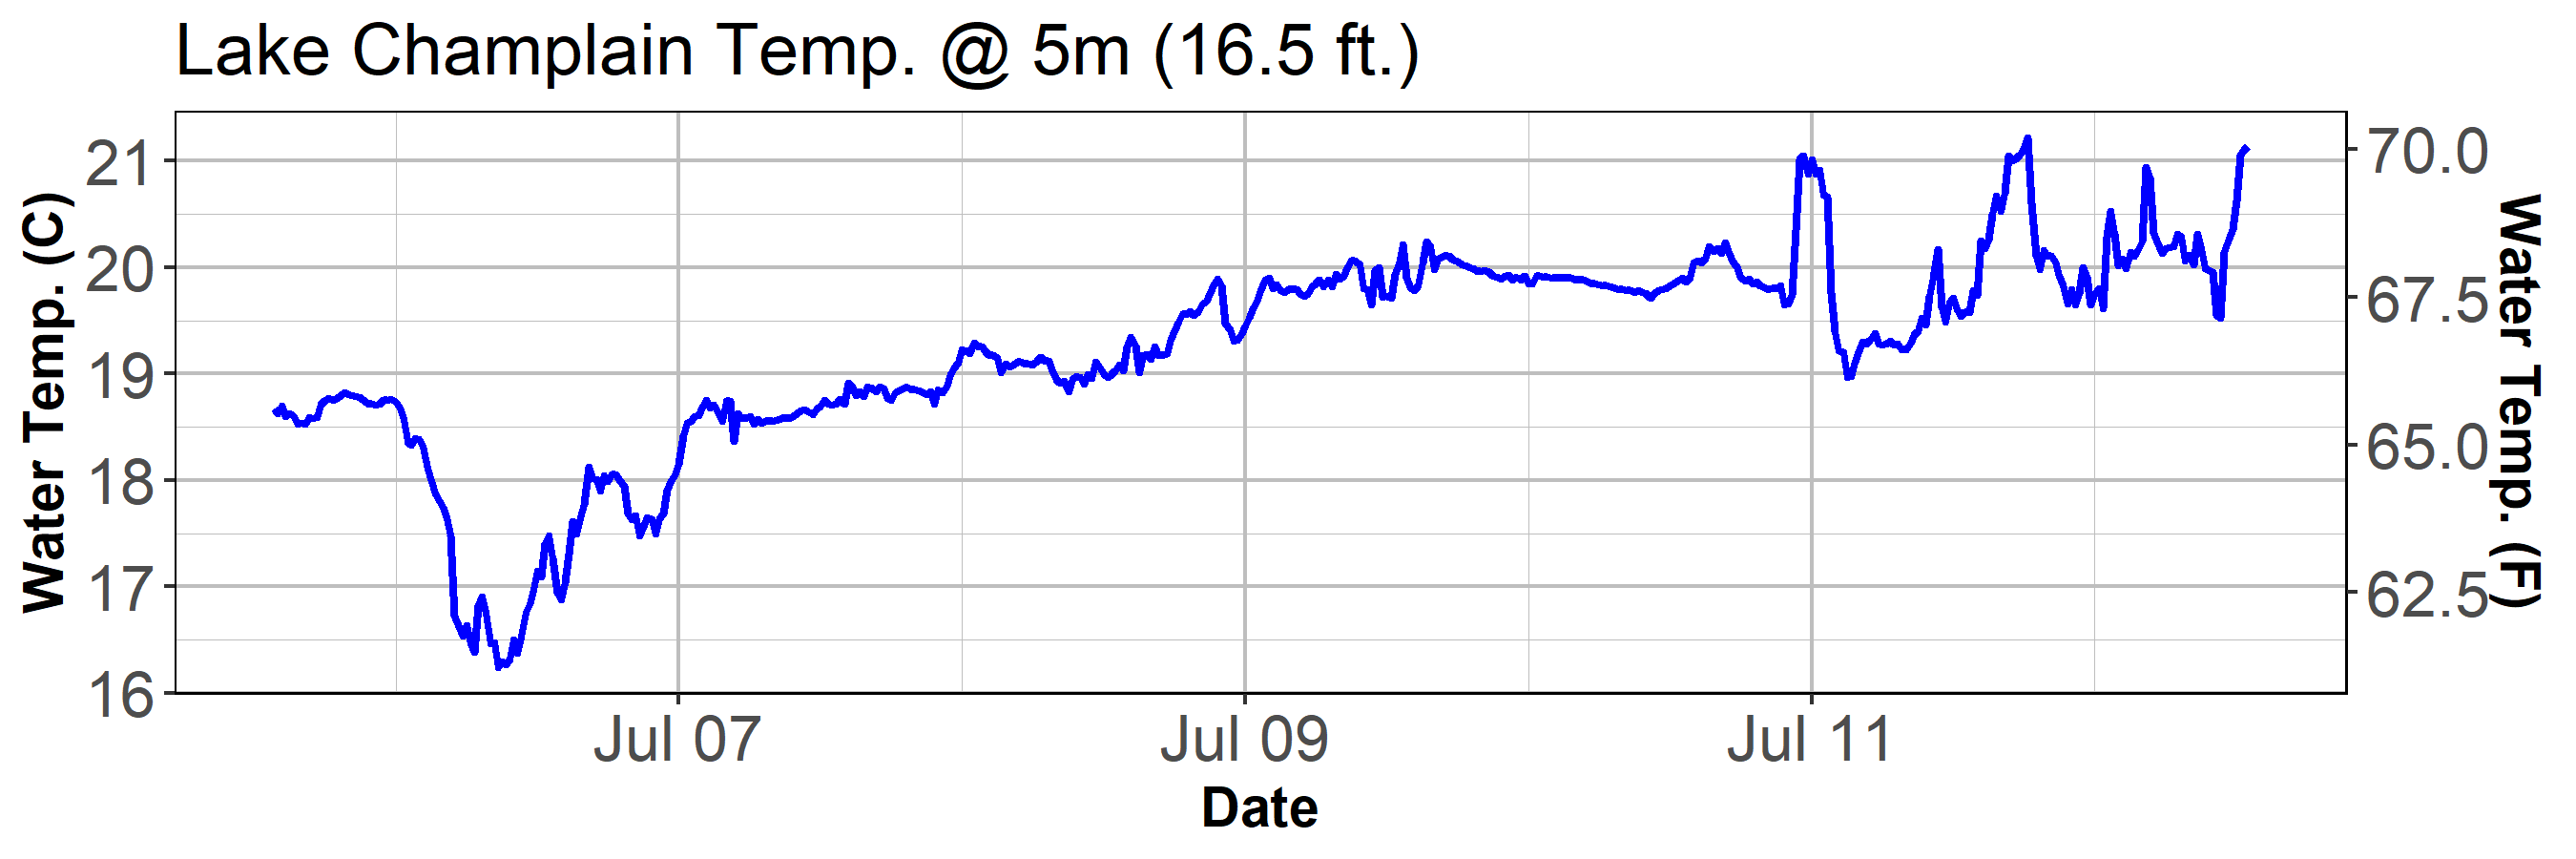 Lake Champlain Temp. @ 5m (16.5 ft.)
Water Temp. (C)
21
20
19
18
17
16
70.0
67.5
65.0
62.5
Water Temp. (F)
Jul 07
Jul 09
Jul 11
Date